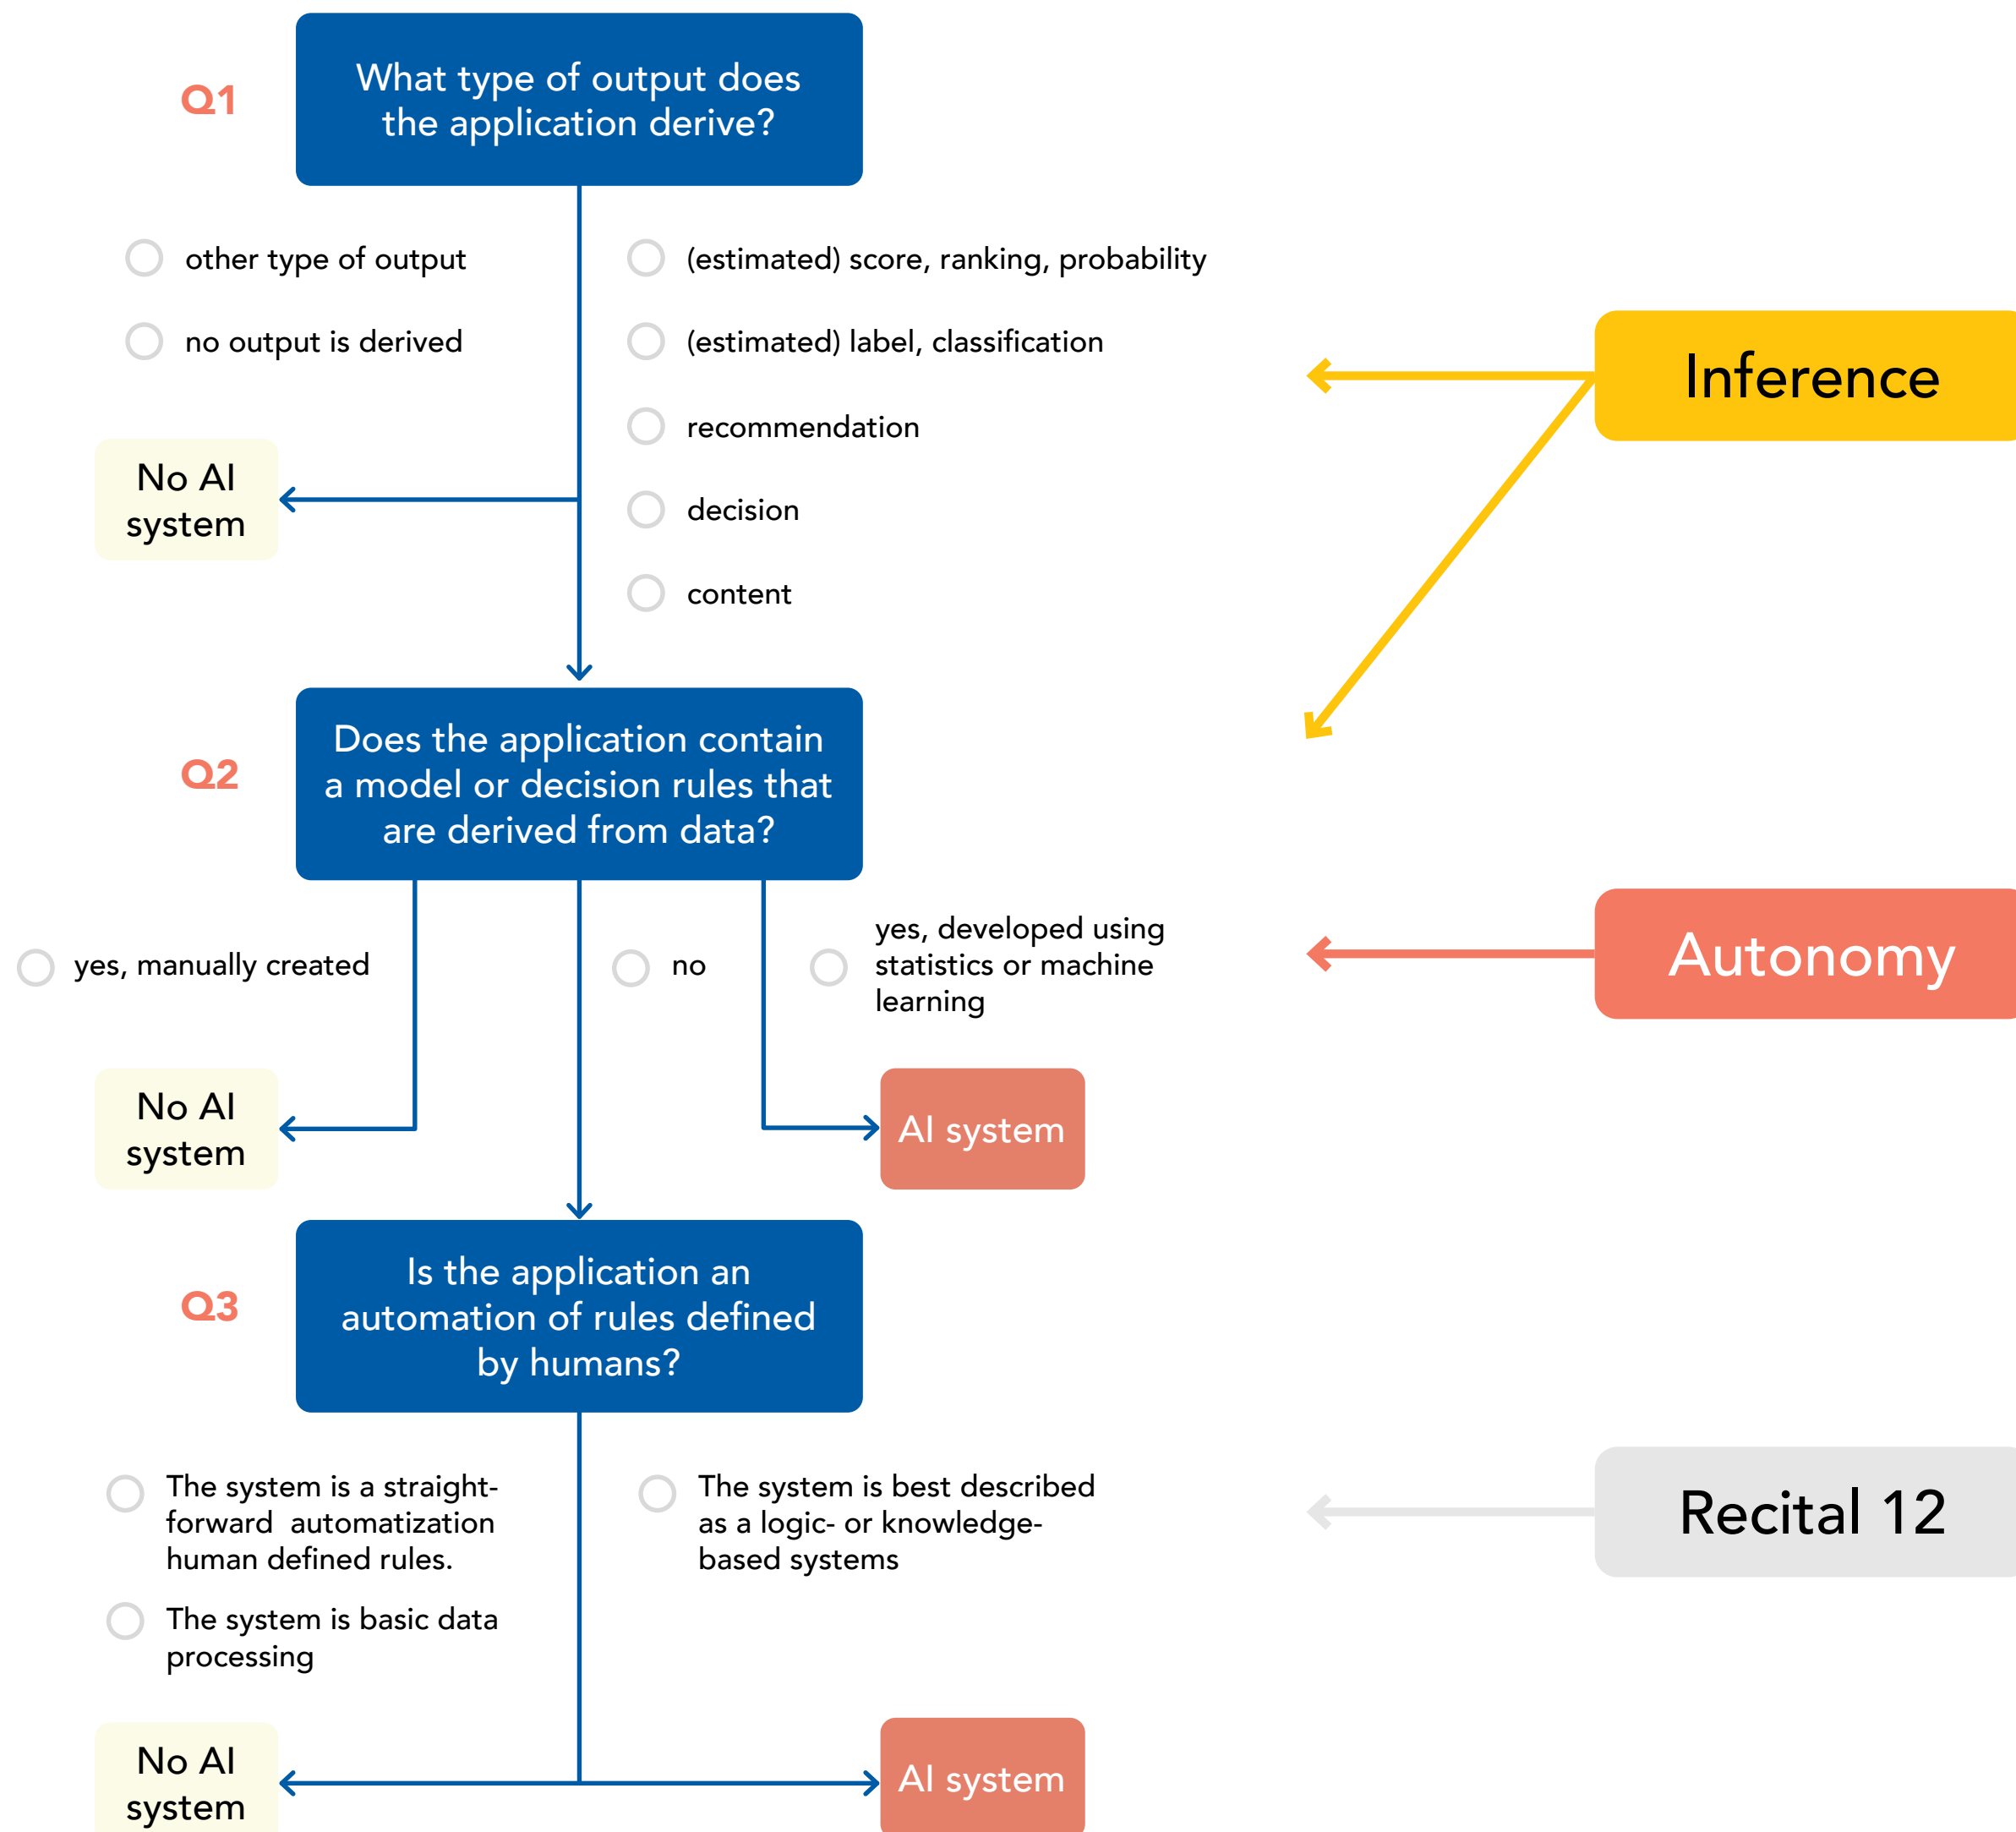 Q1
What type of output does
the application derive?
other type of output
no output is derived
(estimated) score, ranking, probability
(estimated) label, classification
recommendation
decision
content
Inference
No AI
system
Q2
Does the application contain
a model or decision rules that
are derived from data?
yes, manually created
no
yes, developed using
statistics or machine
learning
Autonomy
No AI
system
AI system
Q3
Is the application an
automation of rules defined
by humans?
The system is a straight-
forward  automatization
human defined rules.
The system is basic data
processing
The system is best described
as a logic- or knowledge-
based systems
Recital 12
No AI
system
AI system